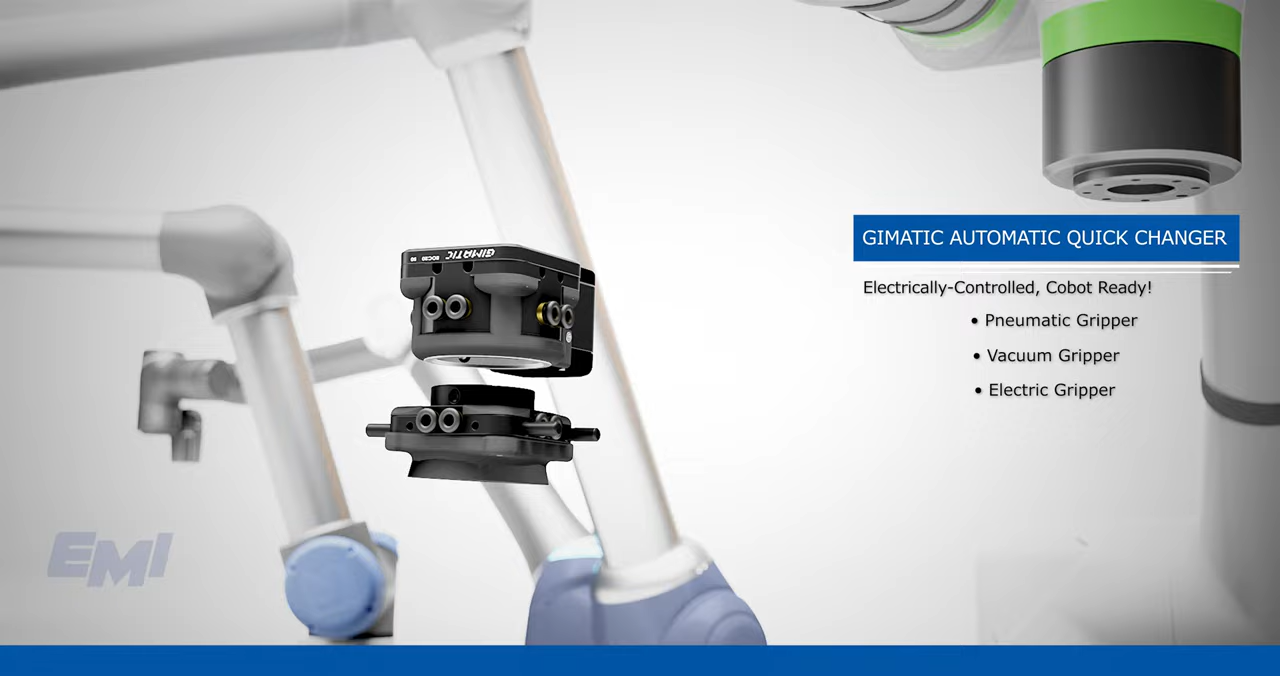 GIMATIC AUTOMATIC QUICK CHANGER
Electrically-Controlled, Cobot Ready!
• Pneumatic Gripper
• Vacuum Gripper
• Electric Gripper
GIMATIC
EMI